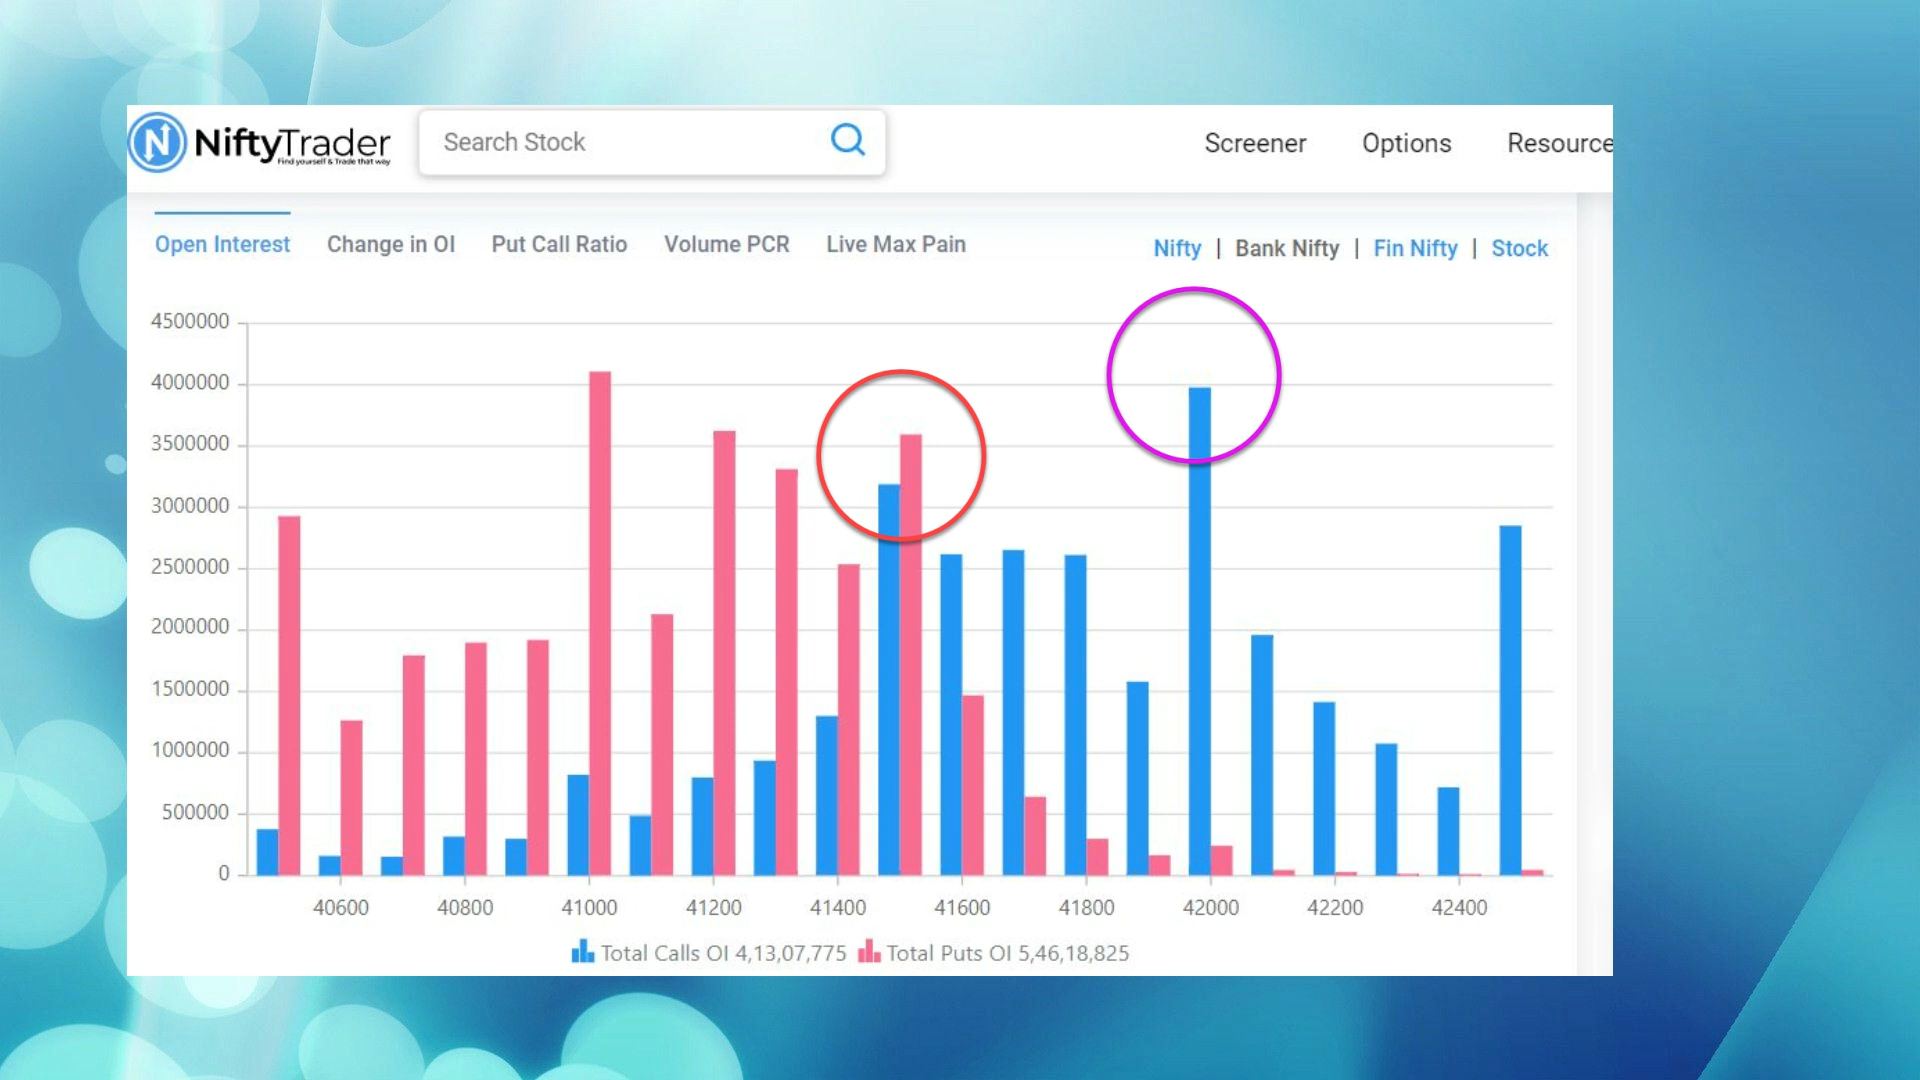 NiftyTrader
Find yourself & Trade that way
Search Stock
Screener Options Resource
Open Interest Change in OI Put Call Ratio Volume PCR Live Max Pain
Nifty | Bank Nifty | Fin Nifty | Stock
4500000
4000000
3500000
3000000
2500000
2000000
1500000
1000000
500000
0
40600 40800 41000 41200 41400 41600 41800 42000 42200 42400
Total Calls OI 4,13,07,775 Total Puts OI 5,46,18,825